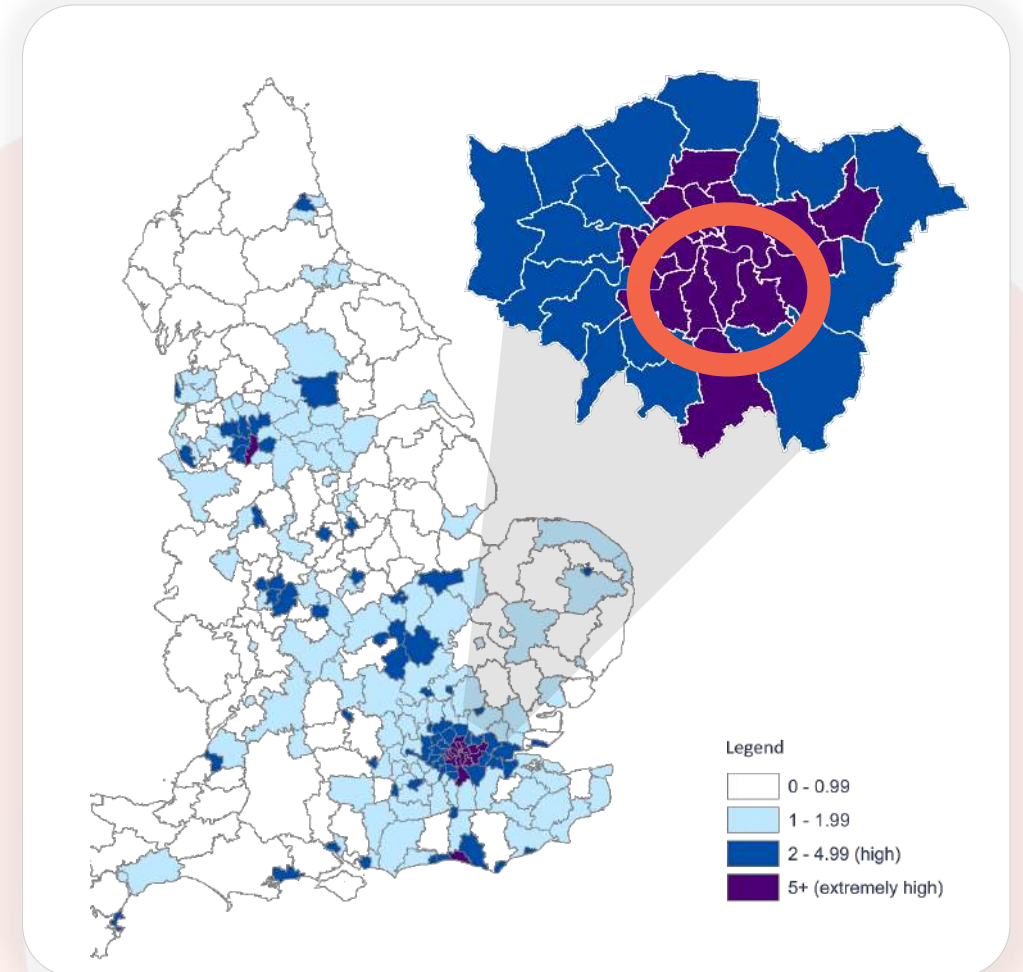 Legend
0 - 0.99
1 - 1.99
2 - 4.99 (high)
5+ (extremely high)